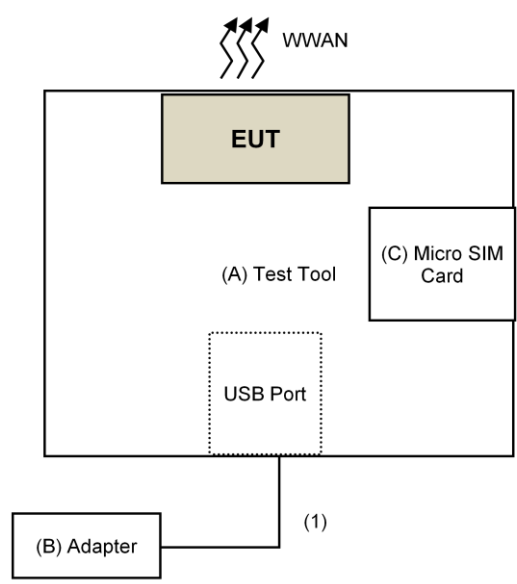 WWAN
EUT
(C) Micro SIM
Card
(A) Test Tool
USB Port
(1)
(B) Adapter